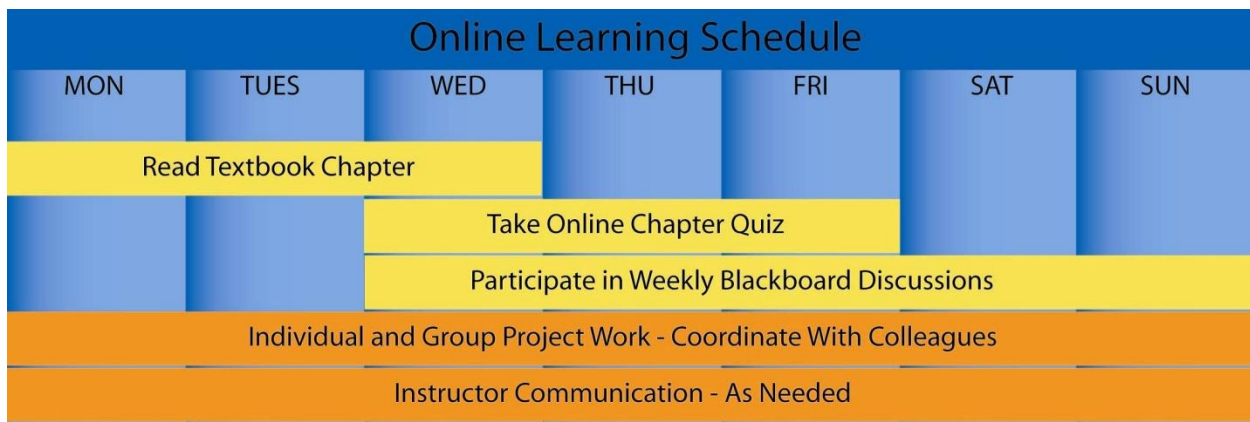 Online Learning Schedule
MON TUES WED THU FRI SAT SUN
Read Textbook Chapter
Take Online Chapter Quiz
Participate in Weekly Blackboard Discussions
Individual and Group Project Work - Coordinate With Colleagues
Instructor Communication - As Needed